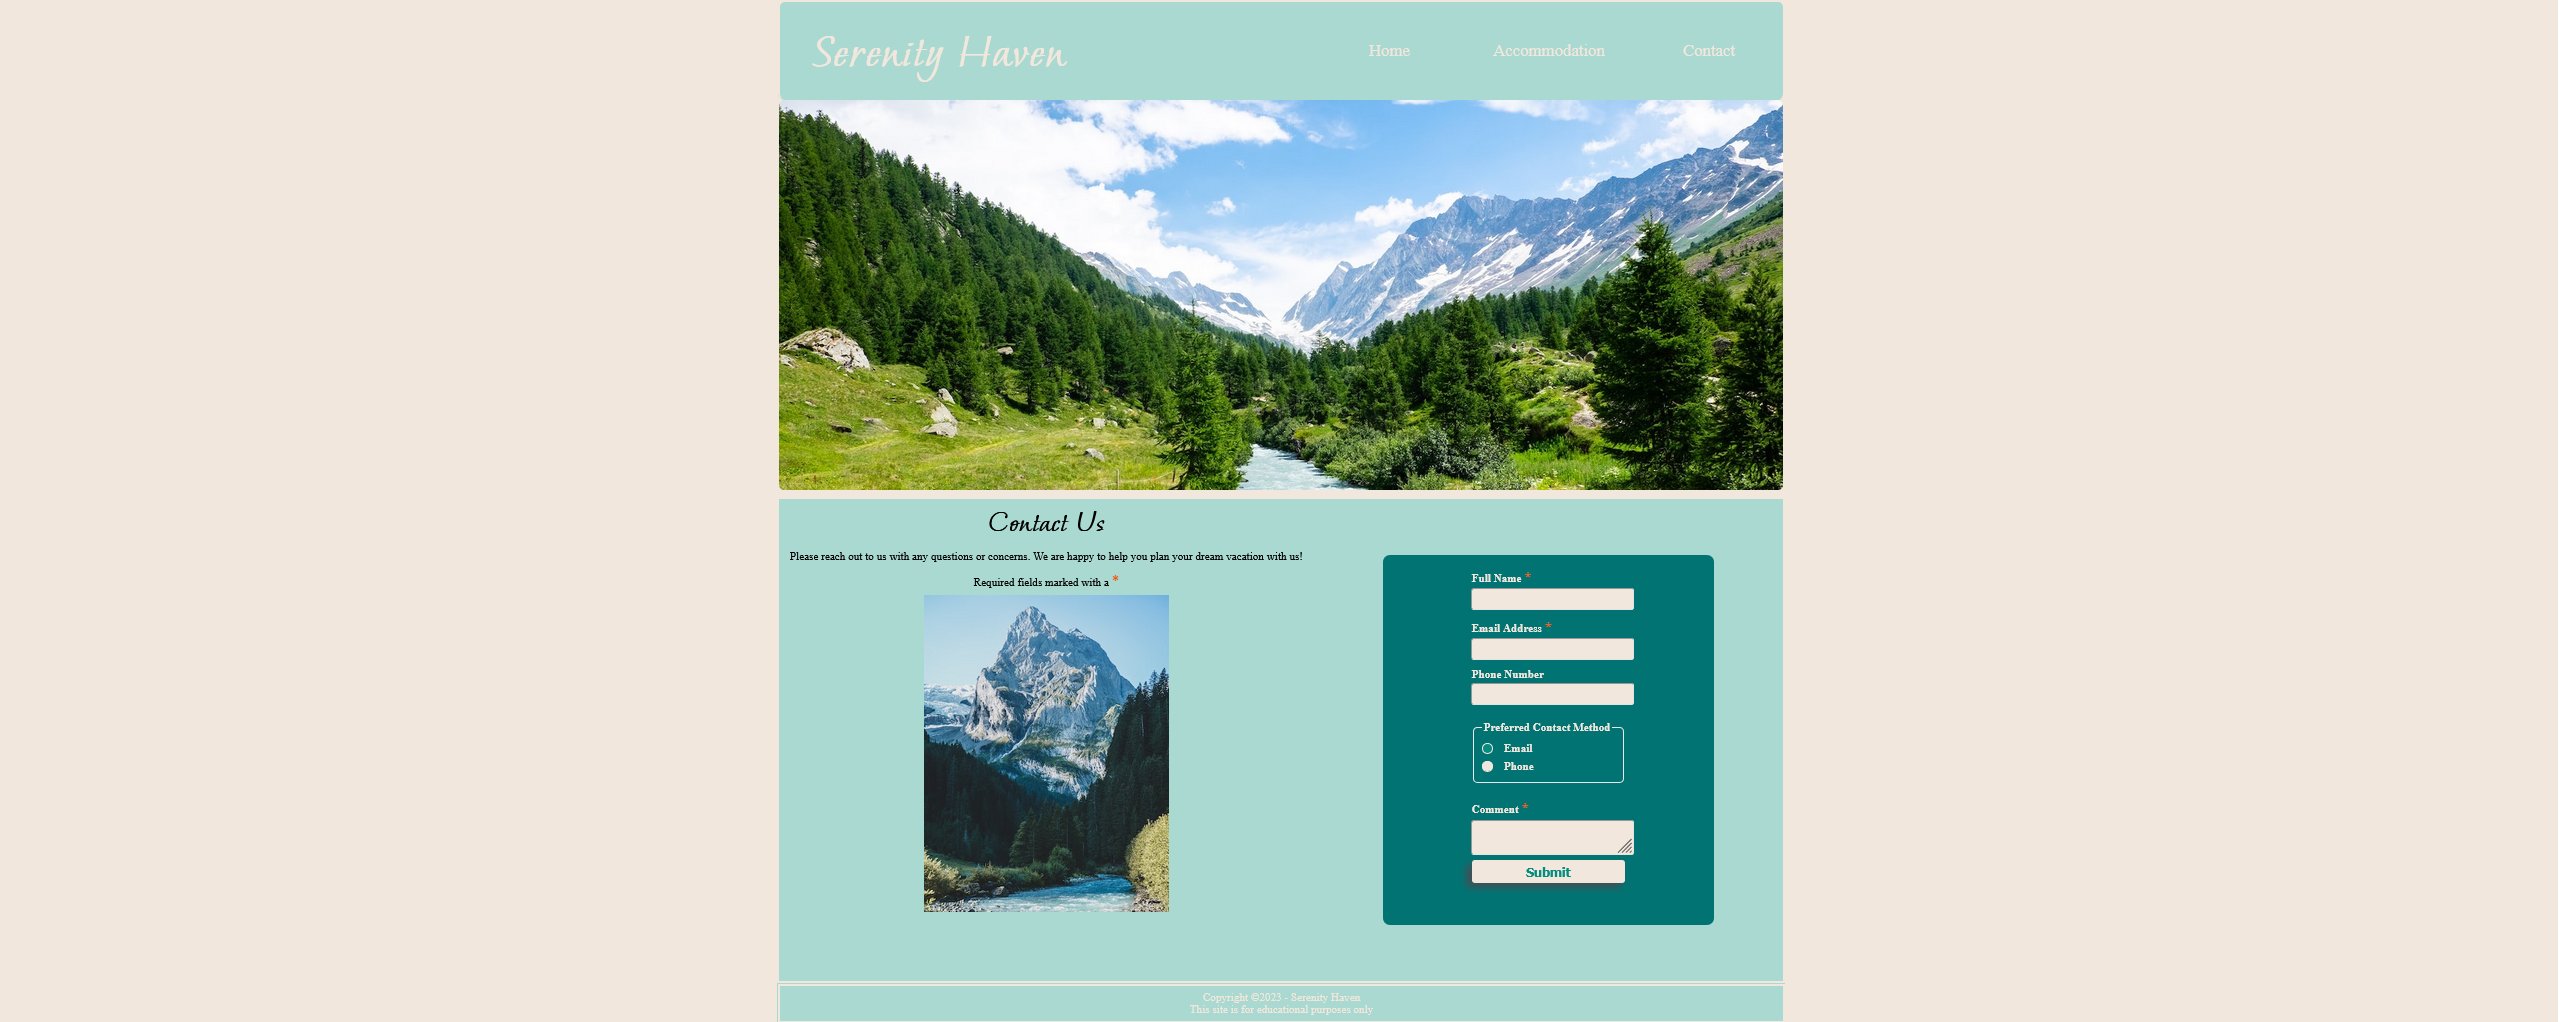 Serenity Haven
Home
Accommodation
Contact
Contact Us
Please reach out to us with any questions or concerns. We are happy to help you plan your dream vacation with us!
Required fields marked with a *
Full Name *
Email Address *
Phone Number
Preferred Contact Method
Email
Phone
Comment *
Submit
Copyright ©2023 - Serenity Haven
This site is for educational purposes only